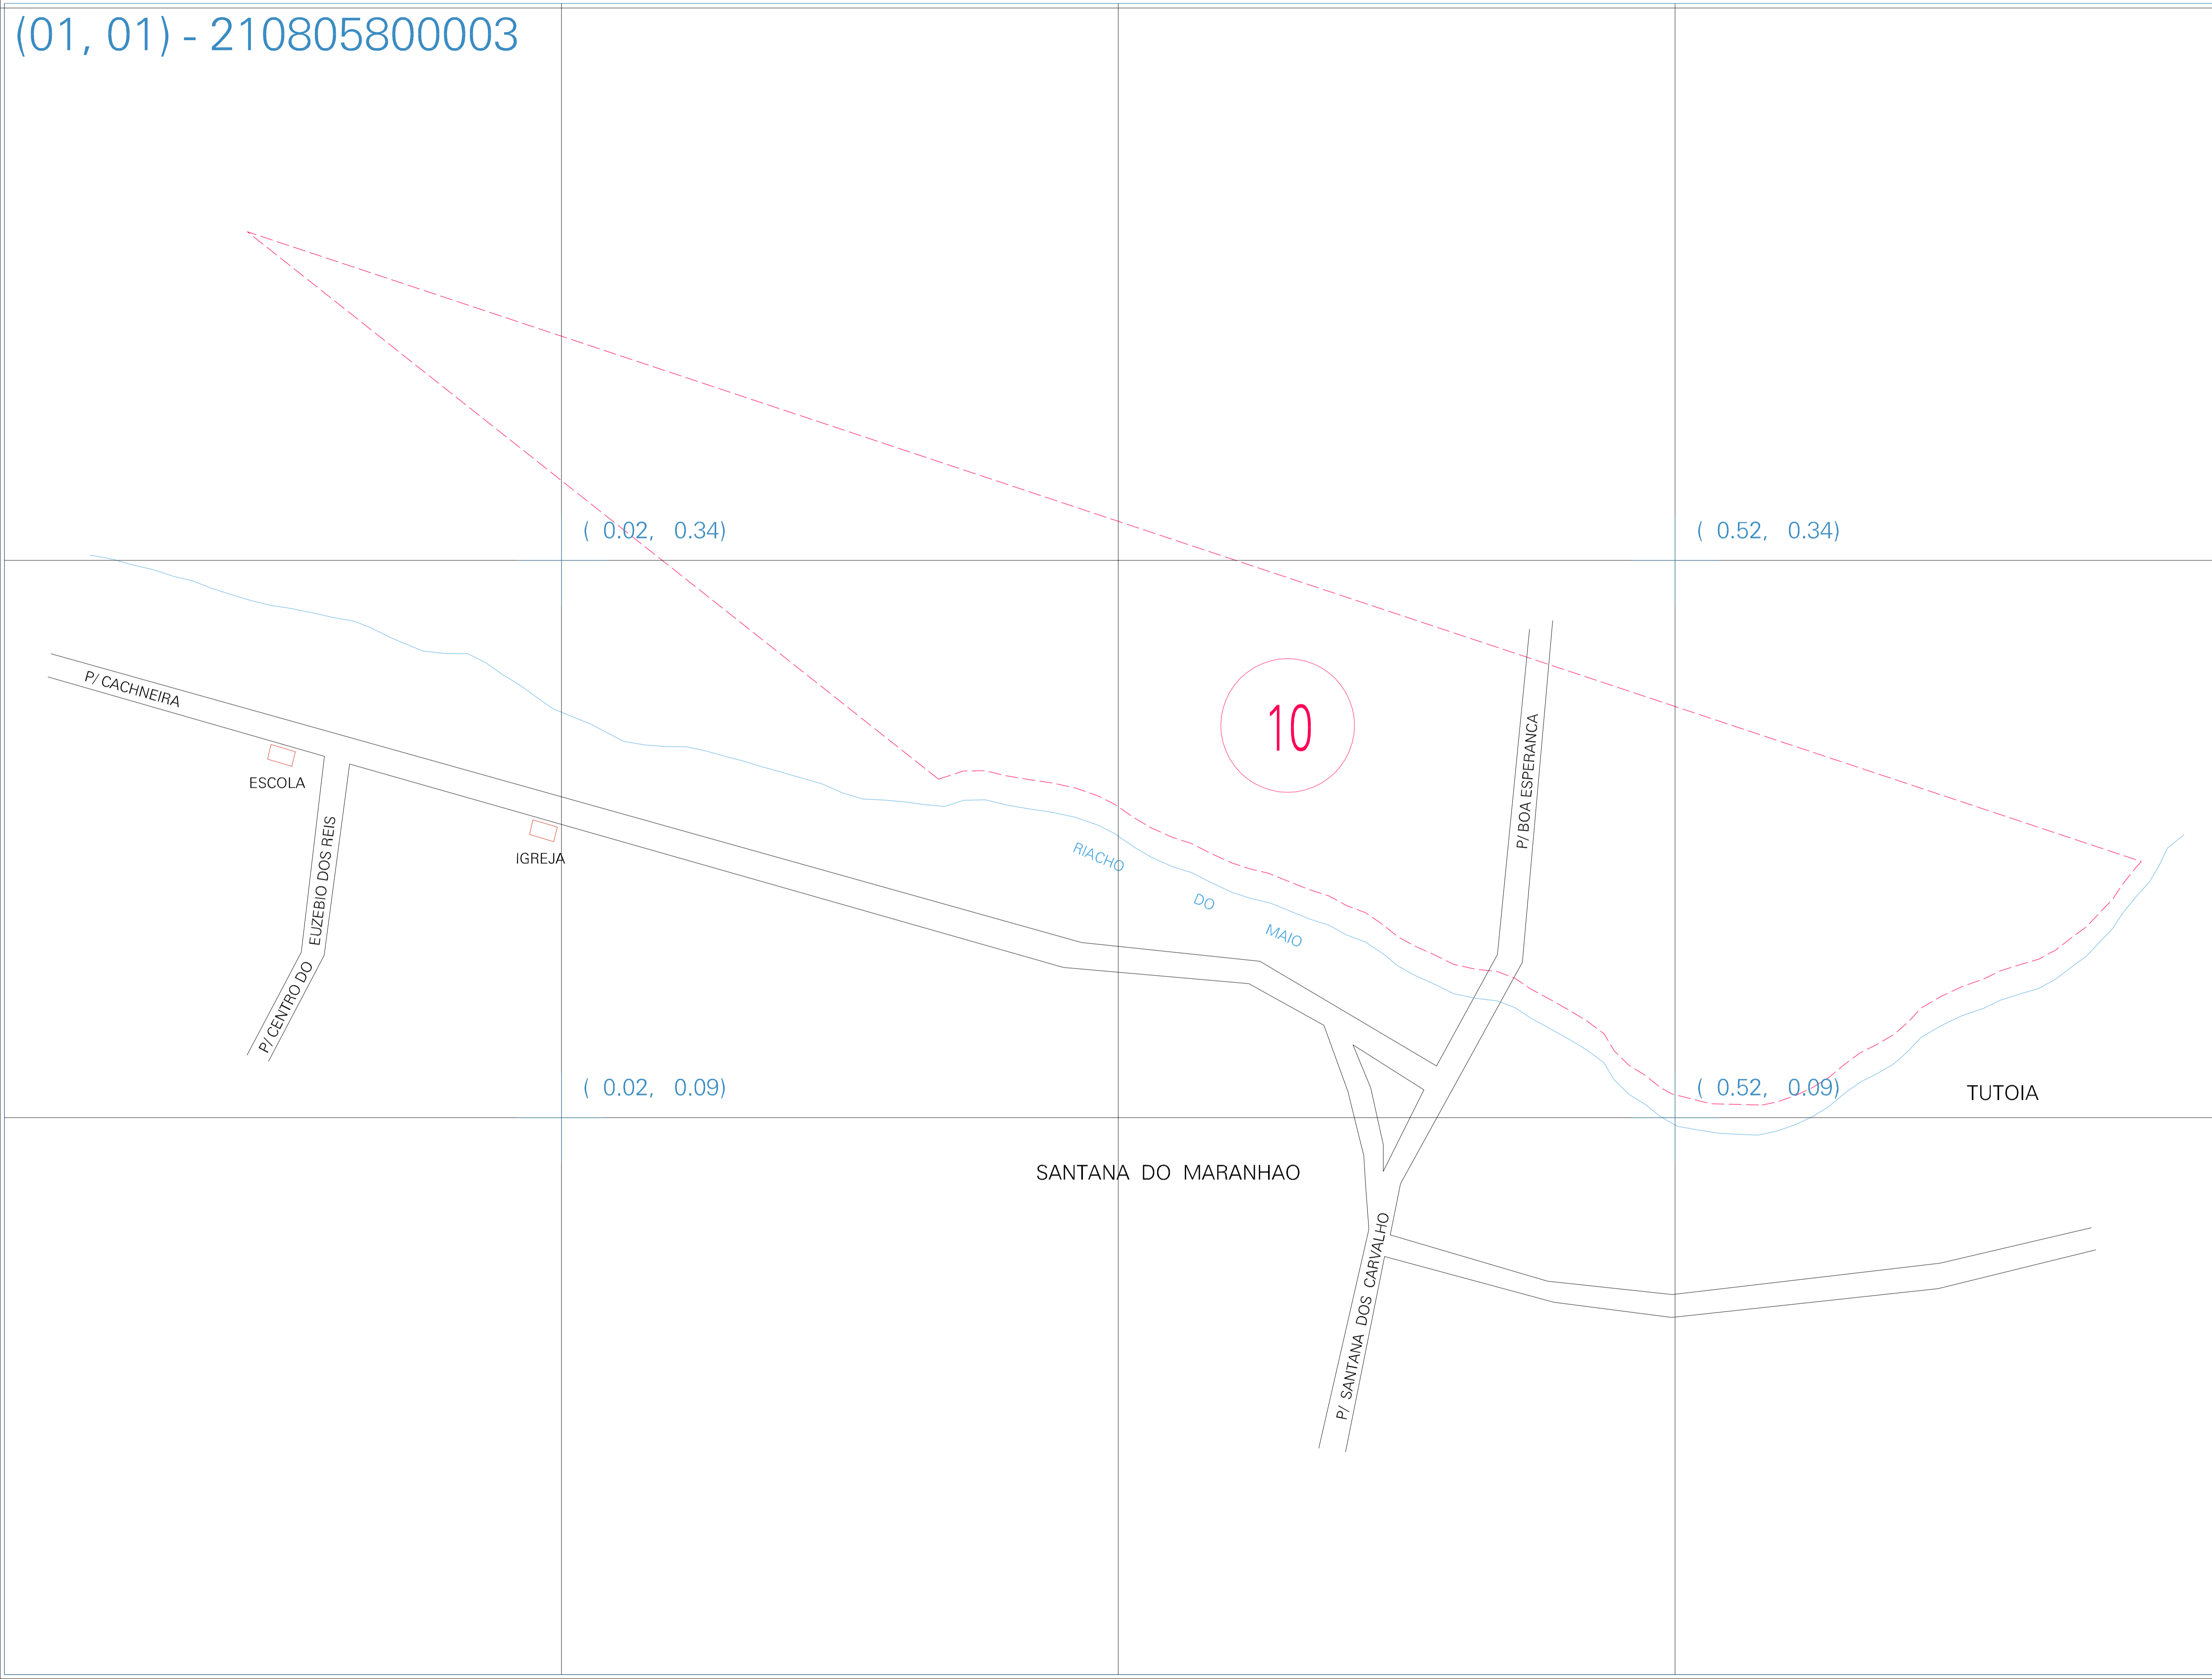 (01, 01) - 210805800003
( 0.02, 0.34)
( 0.52, 0.34)
P/ CACHNEIRA
10
P/ BOA ESPERANCA
ESCOLA
IGREJA
RIACHO
DO
MAIO
P/ CENTRO DO EUZEBIO DOS REIS
( 0.02, 0.09)
( 0.52, 0.09)
TUTOIA
SANTANA DO MARANHAO
P/ SANTANA DOS CARVALHO